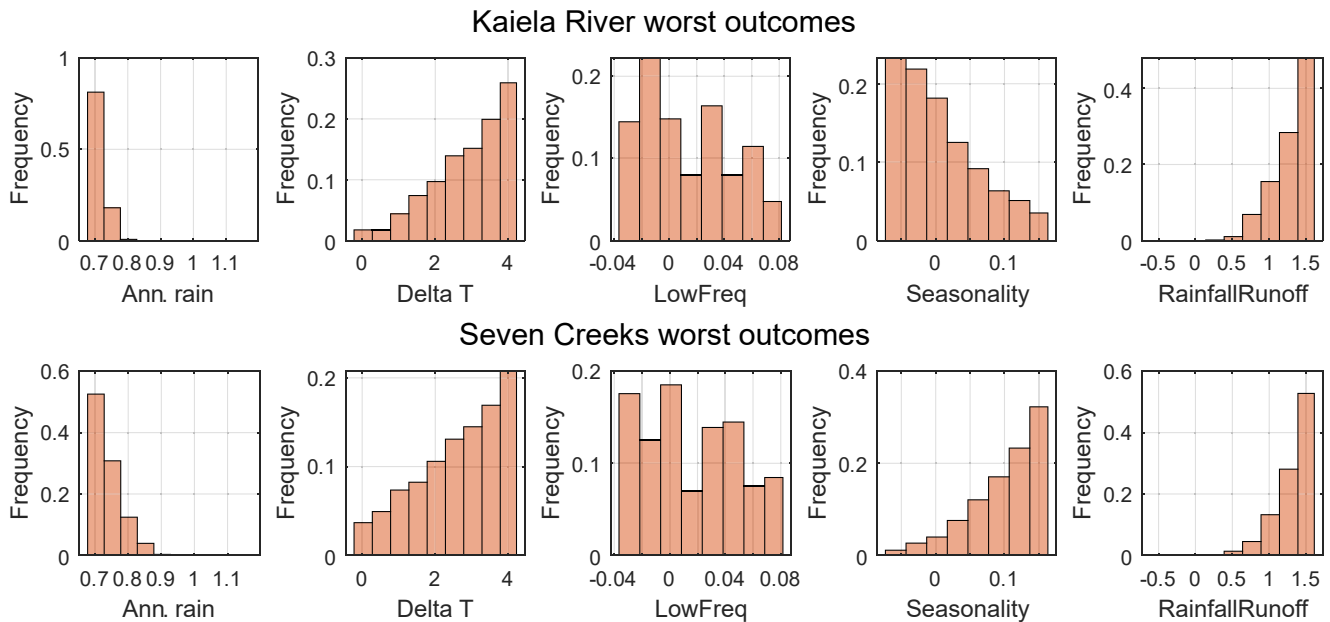 Kaiela River worst outcomes
Frequency
0
0.5
1
0.7 0.8 0.9 1 1.1
Ann. rain
Frequency
0
0.1
0.2
0.3
0 2 4
Delta T
Frequency
0
0.1
0.2
-0.04 0 0.04 0.08
LowFreq
Frequency
0
0.1
0.2
0 0.1
Seasonality
Frequency
0
0.2
0.4
-0.5 0 0.5 1 1.5
RainfallRunoff
Seven Creeks worst outcomes
Frequency
0
0.2
0.4
0.6
0.7 0.8 0.9 1 1.1
Ann. rain
Frequency
0
0.1
0.2
0 2 4
Delta T
Frequency
0
0.1
0.2
-0.04 0 0.04 0.08
LowFreq
Frequency
0
0.2
0.4
0 0.1
Seasonality
Frequency
0
0.2
0.4
0.6
-0.5 0 0.5 1 1.5
RainfallRunoff